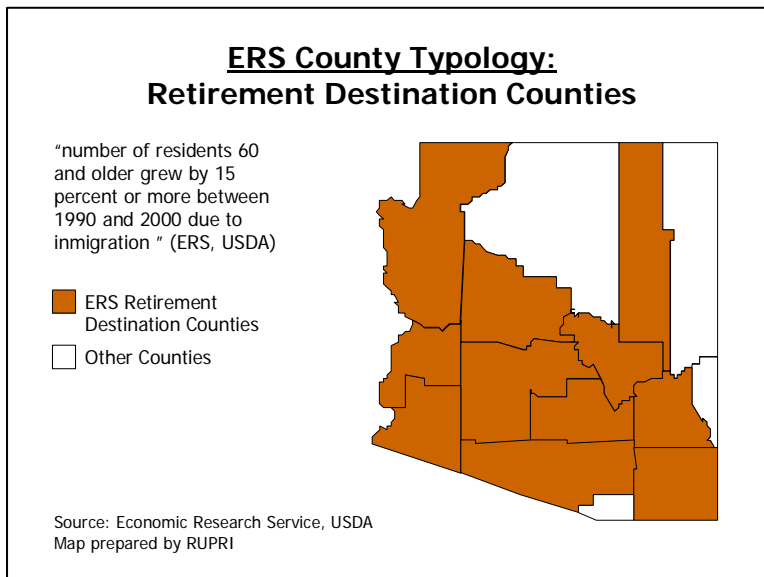 ERS County Typology:
Retirement Destination Counties
"number of residents 60
and older grew by 15
percent or more between
1990 and 2000 due to
inmigration " (ERS, USDA)
ERS Retirement
Destination Counties
Other Counties
Source: Economic Research Service, USDA
Map prepared by RUPRI